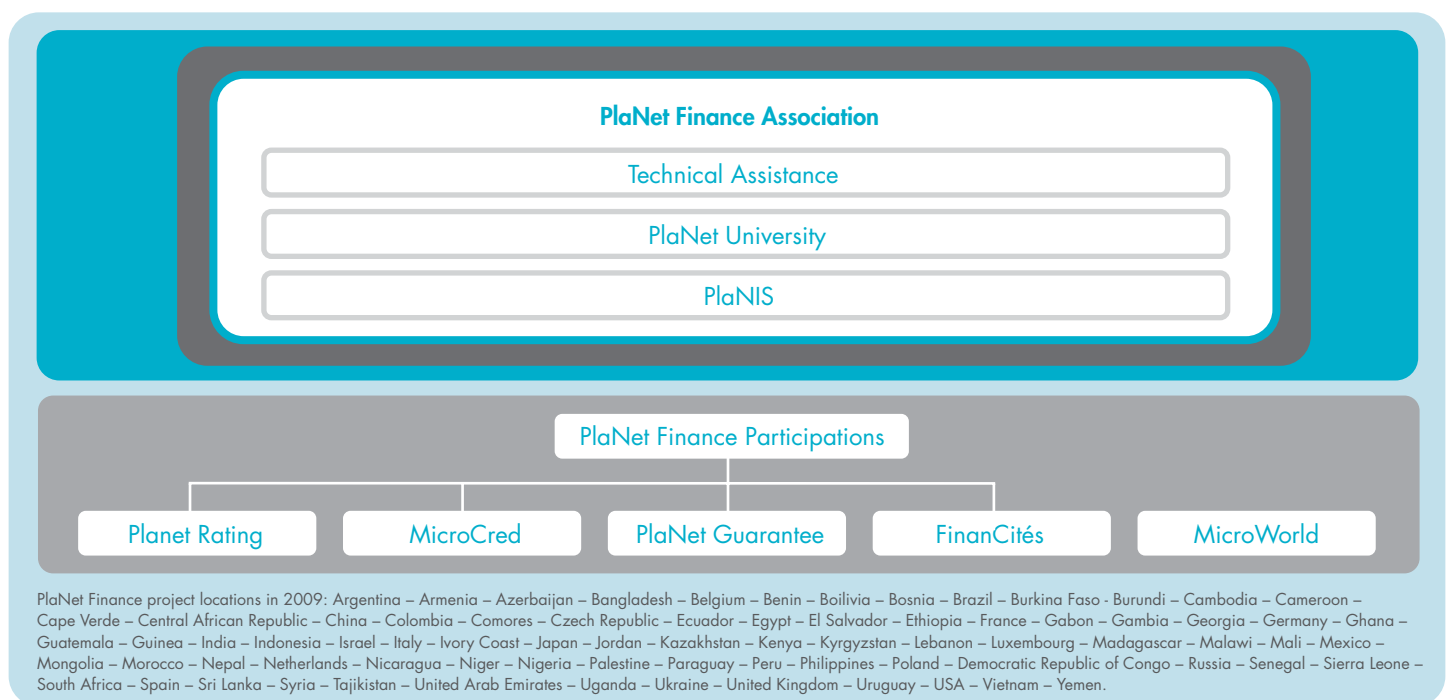 PlaNet Finance Association
Technical Assistance
PlaNet University
PlaNIS
PlaNet Finance Participations
Planet Rating
MicroCred
PlaNet Guarantee
FinanCités
MicroWorld
PlaNet Finance project locations in 2009: Argentina – Armenia – Azerbaijan – Bangladesh – Belgium – Benin – Boilivia – Bosnia – Brazil – Burkina Faso - Burundi – Cambodia – Cameroon –
Cape Verde – Central African Republic – China – Colombia – Comores – Czech Republic – Ecuador – Egypt – El Salvador – Ethiopia – France – Gabon – Gambia – Georgia – Germany – Ghana –
Guatemala – Guinea – India – Indonesia – Israel – Italy – Ivory Coast – Japan – Jordan – Kazakhstan – Kenya – Kyrgyzstan – Lebanon – Luxembourg – Madagascar – Malawi – Mali – Mexico –
Mongolia – Morocco – Nepal – Netherlands – Nicaragua – Niger – Nigeria – Palestine – Paraguay – Peru – Philippines – Poland – Democratic Republic of Congo – Russia – Senegal – Sierra Leone –
South Africa – Spain – Sri Lanka – Syria – Tajikistan – United Arab Emirates – Uganda – Ukraine – United Kingdom – Uruguay – USA – Vietnam – Yemen.